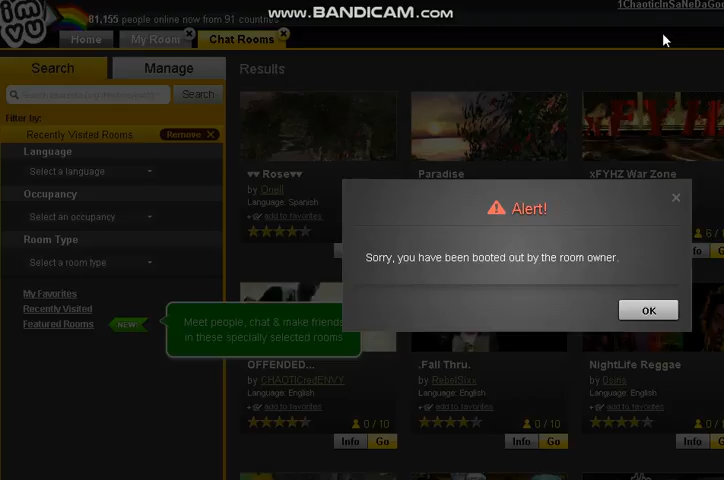 www.BANDICAM.com
imvu
81,155 people online now from 91 countries
Home
My Room
Chat Rooms
Search
Manage
Results
Search
Filter by:
Recently Visited Rooms
Remove X
Language
Select a language
Occupancy
Select an occupancy
Room Type
Select a room type
My Favorites
Recently Visited
Featured Rooms
NEW!
Meet people, chat & make friends
in these specially selected rooms
♥♥ Rose♥♥
by
Language: Spanish
+ add to favorites
Paradise
xFYHZ War Zone
Alert!
Sorry, you have been booted out by the room owner.
OK
OFFENDED...
by CHAOTICredENVY
Language: English
+ add to favorites
0 / 10
Info
Go
.Fall Thru.
by RebelSixx
Language: English
+ add to favorites
0 / 10
Info
Go
NightLife Reggae
by
Language: English
+ add to favorites
0 / 10
Info
Go